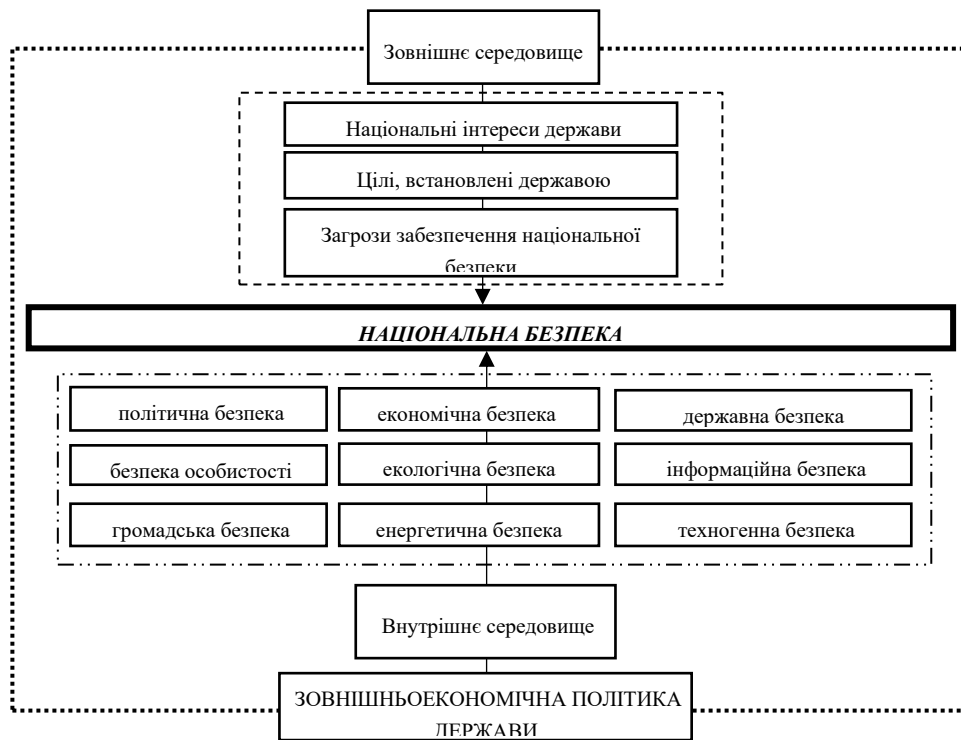 Зовнішнє середовище
Національні інтереси держави
Цілі, встановлені державою
Загрози забезпечення національної
безпеки
НАЦІОНАЛЬНА БЕЗПЕКА
політична безпека
економічна безпека
державна безпека
безпека особистості
екологічна безпека
інформаційна безпека
громадська безпека
енергетична безпека
техногенна безпека
Внутрішнє середовище
ЗОВНІШНЬОЕКОНОМІЧНА ПОЛІТИКА
ДЕРЖАВИ